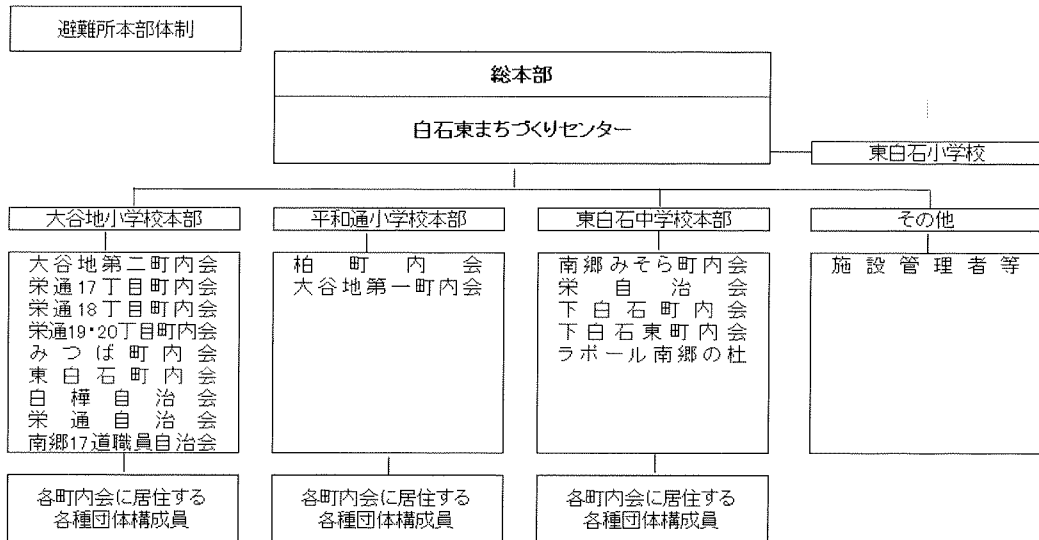 避難所本部体制
総本部
白石東まちづくりセンター
東白石小学校
大谷地小学校本部
大谷地第二町内会
栄通17丁目町内会
栄通18丁目町内会
栄通19・20丁目町内会
みつば町内会
東白石町内会
白樺自治会
栄通自治会
南郷17道職員自治会
各町内会に居住する
各種団体構成員
平和通小学校本部
柏町内会
大谷地第一町内会
各町内会に居住する
各種団体構成員
東白石中学校本部
南郷みそら町内会
栄自治会
下白石町内会
下白石東町内会
ラポール南郷の杜
各町内会に居住する
各種団体構成員
その他
施設管理者等